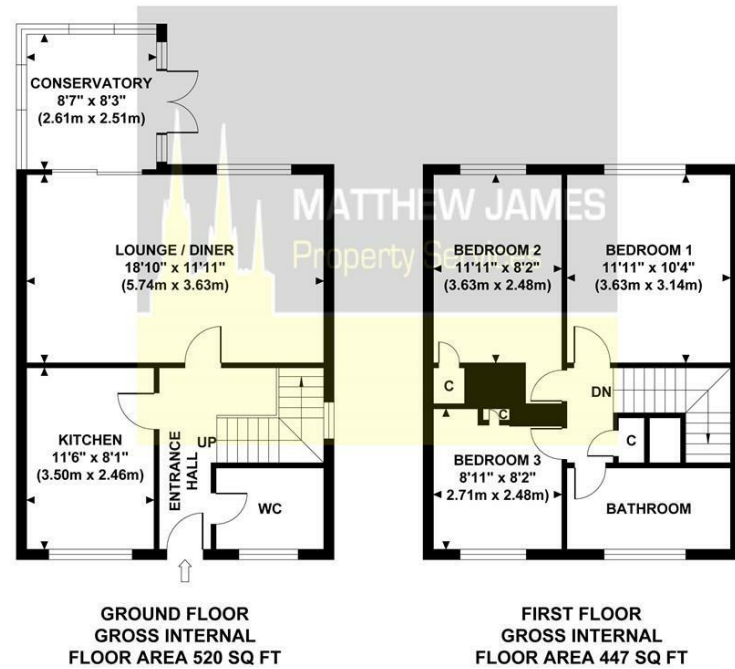 CONSERVATORY
8'7" x 8'3"
(2.61m x 2.51m)
MATTHEW JAMES
Property Services
LOUNGE / DINER
18'10" x 11'11"
(5.74m x 3.63m)
KITCHEN
11'6" x 8'1"
(3.50m x 2.46m)
ENTRANCE
HALL
UP
WC
GROUND FLOOR
GROSS INTERNAL
FLOOR AREA 520 SQ FT
BEDROOM 2
11'11" x 8'2"
(3.63m x 2.48m)
BEDROOM 1
11'11" x 10'4"
(3.63m x 3.14m)
C
C
DN
C
BEDROOM 3
8'11" x 8'2"
2.71m x 2.48m)
BATHROOM
FIRST FLOOR
GROSS INTERNAL
FLOOR AREA 447 SQ FT